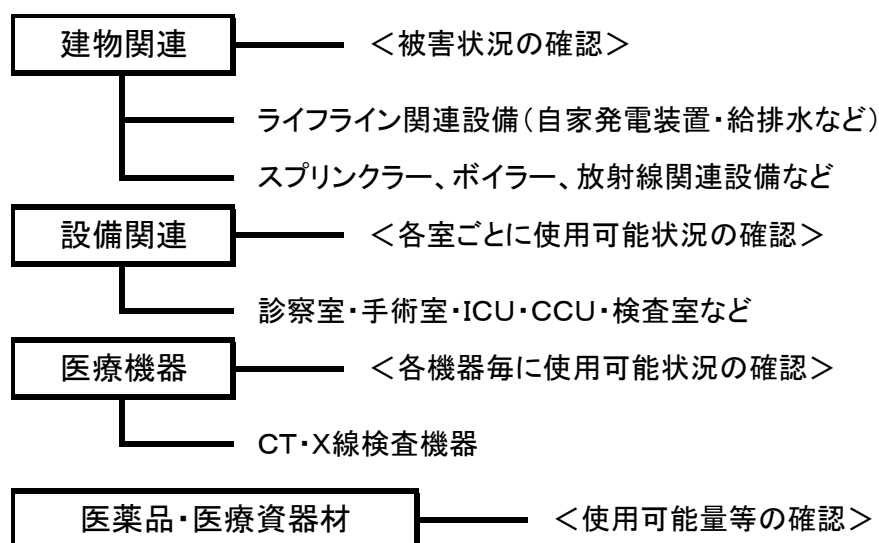 建物関連 ＜被害状況の確認＞
ライフライン関連設備（自家発電装置・給排水など）
スプリンクラー、ボイラー、放射線関連設備など
設備関連 ＜各室ごとに使用可能状況の確認＞
診察室・手術室・ICU・CCU・検査室など
医療機器 ＜各機器毎に使用可能状況の確認＞
CT・X線検査機器
医薬品・医療資器材 ＜使用可能量等の確認＞